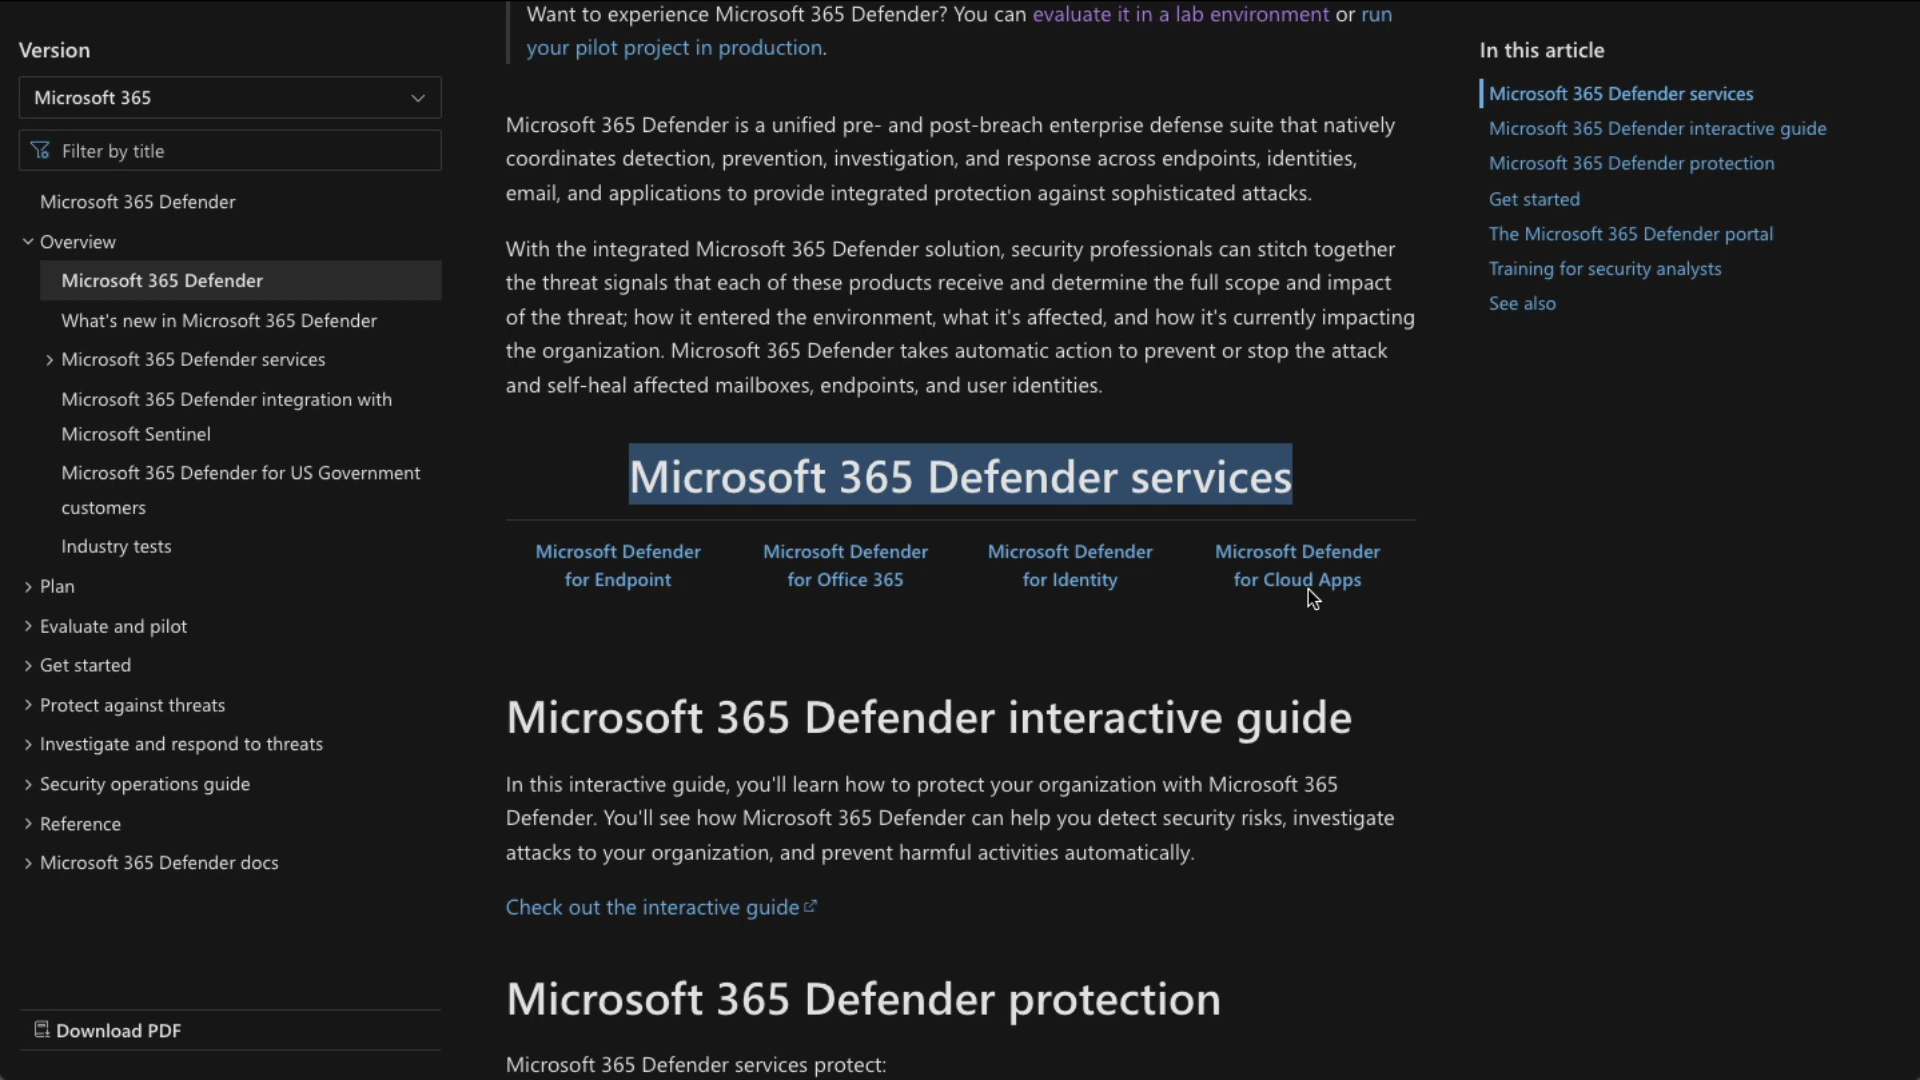 Version
Microsoft 365
Filter by title
Microsoft 365 Defender
Overview
Microsoft 365 Defender
What's new in Microsoft 365 Defender
Microsoft 365 Defender services
Microsoft 365 Defender integration with
Microsoft Sentinel
Microsoft 365 Defender for US Government
customers
Industry tests
Plan
Evaluate and pilot
Get started
Protect against threats
Investigate and respond to threats
Security operations guide
Reference
Microsoft 365 Defender docs
Download PDF
Want to experience Microsoft 365 Defender? You can evaluate it in a lab environment or run
your pilot project in production.
Microsoft 365 Defender is a unified pre- and post-breach enterprise defense suite that natively
coordinates detection, prevention, investigation, and response across endpoints, identities,
email, and applications to provide integrated protection against sophisticated attacks.
With the integrated Microsoft 365 Defender solution, security professionals can stitch together
the threat signals that each of these products receive and determine the full scope and impact
of the threat; how it entered the environment, what it's affected, and how it's currently impacting
the organization. Microsoft 365 Defender takes automatic action to prevent or stop the attack
and self-heal affected mailboxes, endpoints, and user identities.
Microsoft 365 Defender services
Microsoft Defender
for Endpoint
Microsoft Defender
for Office 365
Microsoft Defender
for Identity
Microsoft Defender
for Cloud Apps
Microsoft 365 Defender interactive guide
In this interactive guide, you'll learn how to protect your organization with Microsoft 365
Defender. You'll see how Microsoft 365 Defender can help you detect security risks, investigate
attacks to your organization, and prevent harmful activities automatically.
Check out the interactive guide
Microsoft 365 Defender protection
Microsoft 365 Defender services protect:
In this article
Microsoft 365 Defender services
Microsoft 365 Defender interactive guide
Microsoft 365 Defender protection
Get started
The Microsoft 365 Defender portal
Training for security analysts
See also